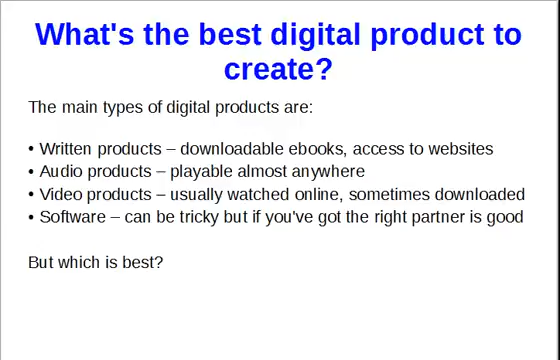 What's the best digital product to
create?
The main types of digital products are:
• Written products – downloadable ebooks, access to websites
• Audio products – playable almost anywhere
• Video products – usually watched online, sometimes downloaded
• Software – can be tricky but if you've got the right partner is good
But which is best?